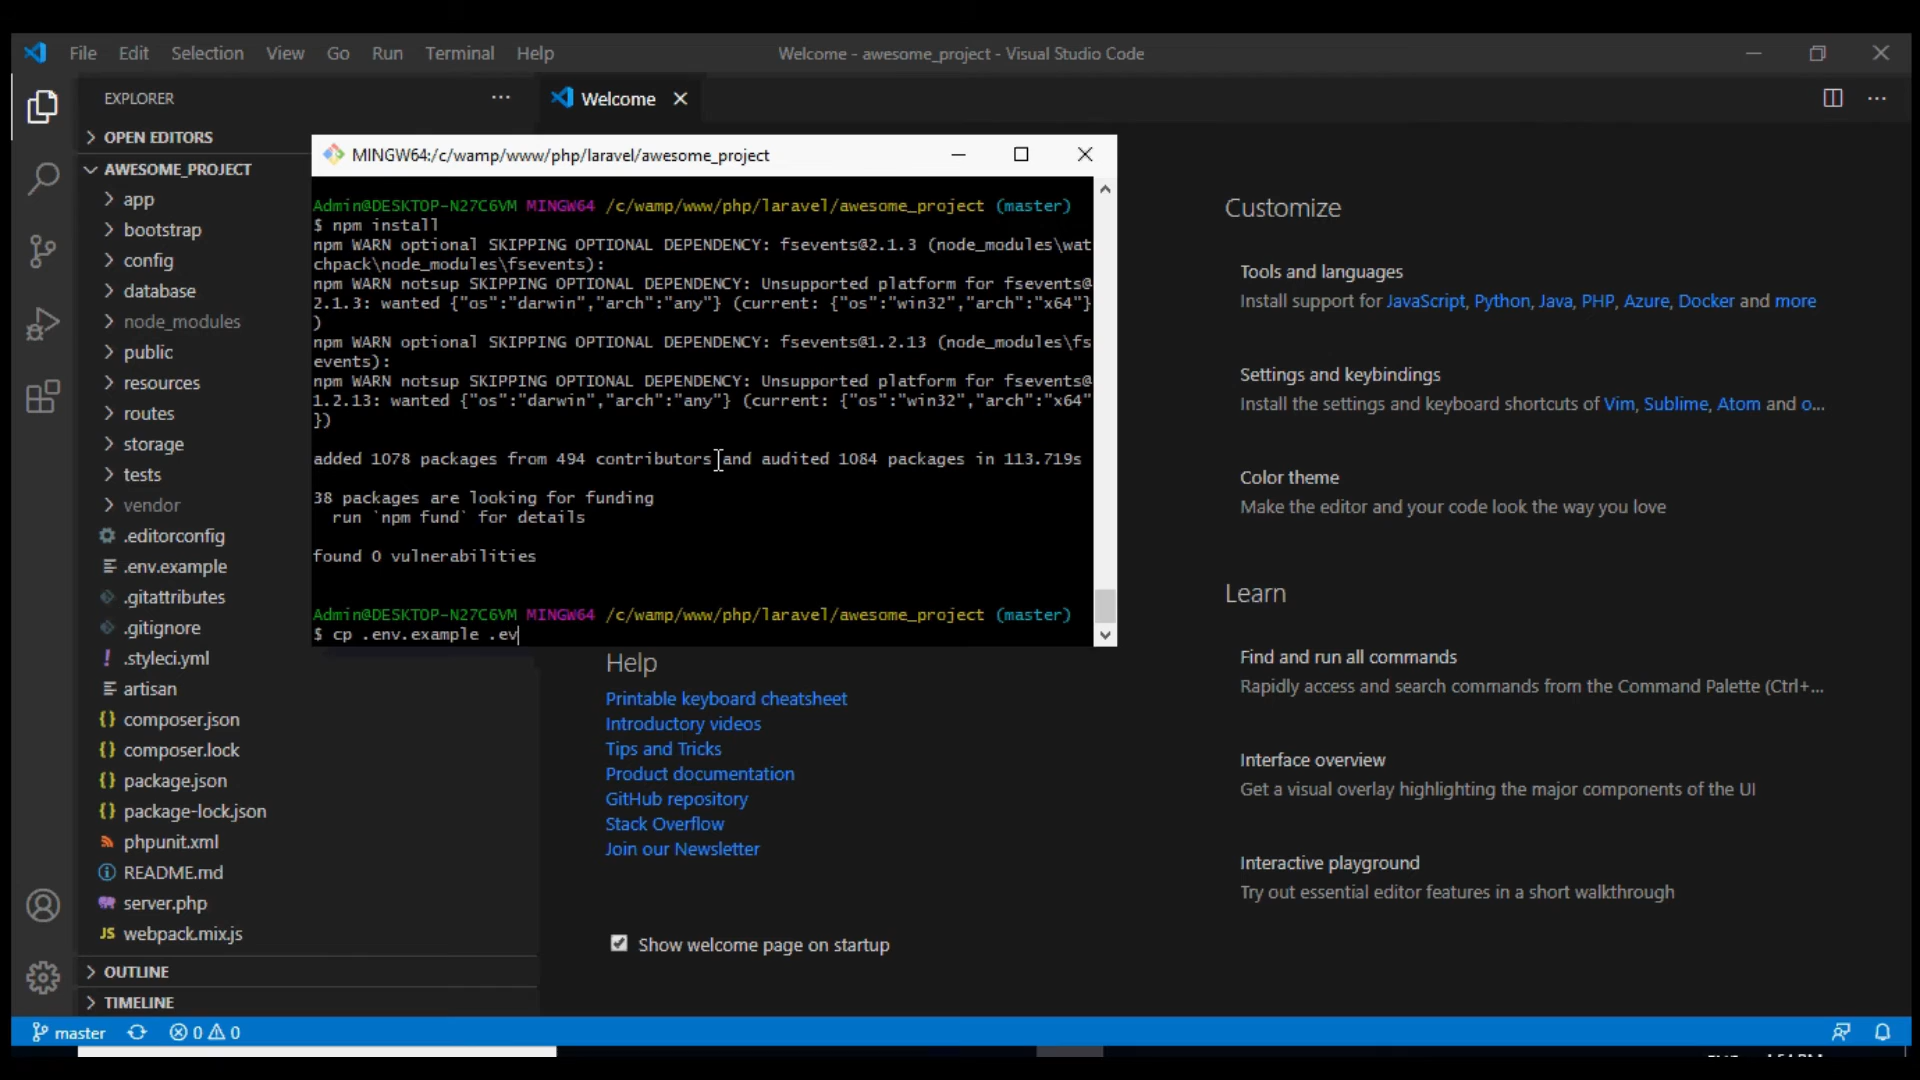 File Edit Selection View Go Run Terminal Help
Welcome - awesome_project - Visual Studio Code
EXPLORER
Welcome
OPEN EDITORS
AWESOME_PROJECT
app
bootstrap
config
database
node_modules
public
resources
routes
storage
tests
vendor
.editorconfig
.env.example
.gitattributes
.gitignore
.styleci.yml
artisan
composer.json
composer.lock
package.json
package-lock.json
phpunit.xml
README.md
server.php
webpack.mix.js
OUTLINE
TIMELINE
MINGW64:/c/wamp/www/php/laravel/awesome_project
Admin@DESKTOP-N27C6VM MINGW64 /c/wamp/www/php/laravel/awesome_project (master)
$ npm install
npm WARN optional SKIPPING OPTIONAL DEPENDENCY: fsevents@2.1.3 (node_modules\wat
chpack\node_modules\fsevents):
npm WARN notsup SKIPPING OPTIONAL DEPENDENCY: Unsupported platform for fsevents@
2.1.3: wanted {"os":"darwin","arch":"any"} (current: {"os":"win32","arch":"x64"}
)
npm WARN optional SKIPPING OPTIONAL DEPENDENCY: fsevents@1.2.13 (node_modules\fs
events):
npm WARN notsup SKIPPING OPTIONAL DEPENDENCY: Unsupported platform for fsevents@
1.2.13: wanted {"os":"darwin","arch":"any"} (current: {"os":"win32","arch":"x64"
})
added 1078 packages from 494 contributors and audited 1084 packages in 113.719s
38 packages are looking for funding
run `npm fund` for details
found 0 vulnerabilities
Admin@DESKTOP-N27C6VM MINGW64 /c/wamp/www/php/laravel/awesome_project (master)
$ cp .env.example .ev
Help
Printable keyboard cheatsheet
Introductory videos
Tips and Tricks
Product documentation
GitHub repository
Stack Overflow
Join our Newsletter
Show welcome page on startup
Customize
Tools and languages
Install support for JavaScript, Python, Java, PHP, Azure, Docker and more
Settings and keybindings
Install the settings and keyboard shortcuts of Vim, Sublime, Atom and o...
Color theme
Make the editor and your code look the way you love
Learn
Find and run all commands
Rapidly access and search commands from the Command Palette (Ctrl+...
Interface overview
Get a visual overlay highlighting the major components of the UI
Interactive playground
Try out essential editor features in a short walkthrough
master 0 0